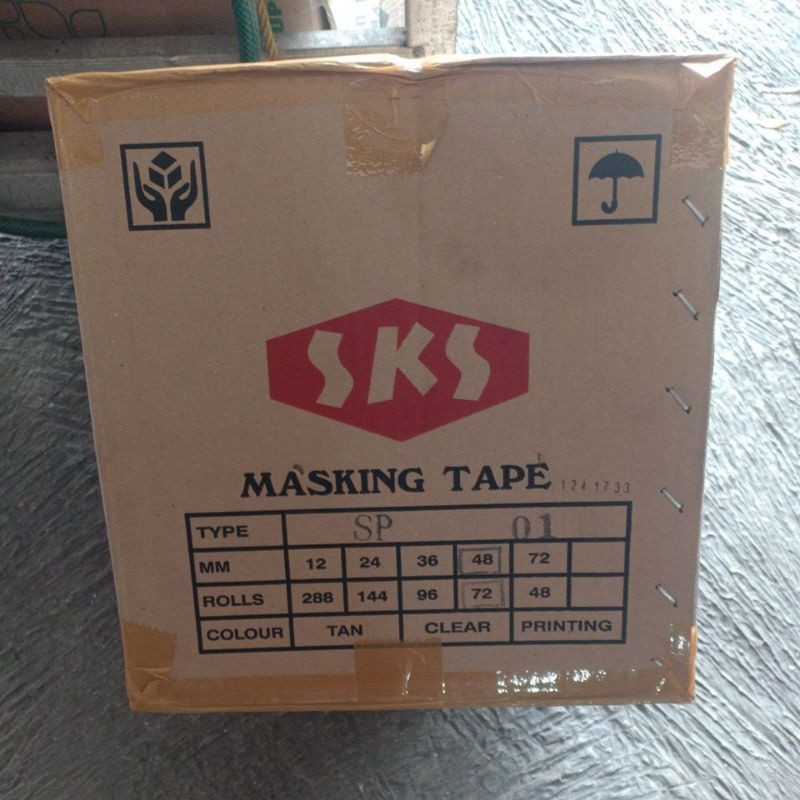 UP
SKS
MASKING TAPE
1241733
TYPE SP 01
MM 12 24 36 48 72
ROLLS 288 144 96 72 48
COLOUR TAN CLEAR PRINTING